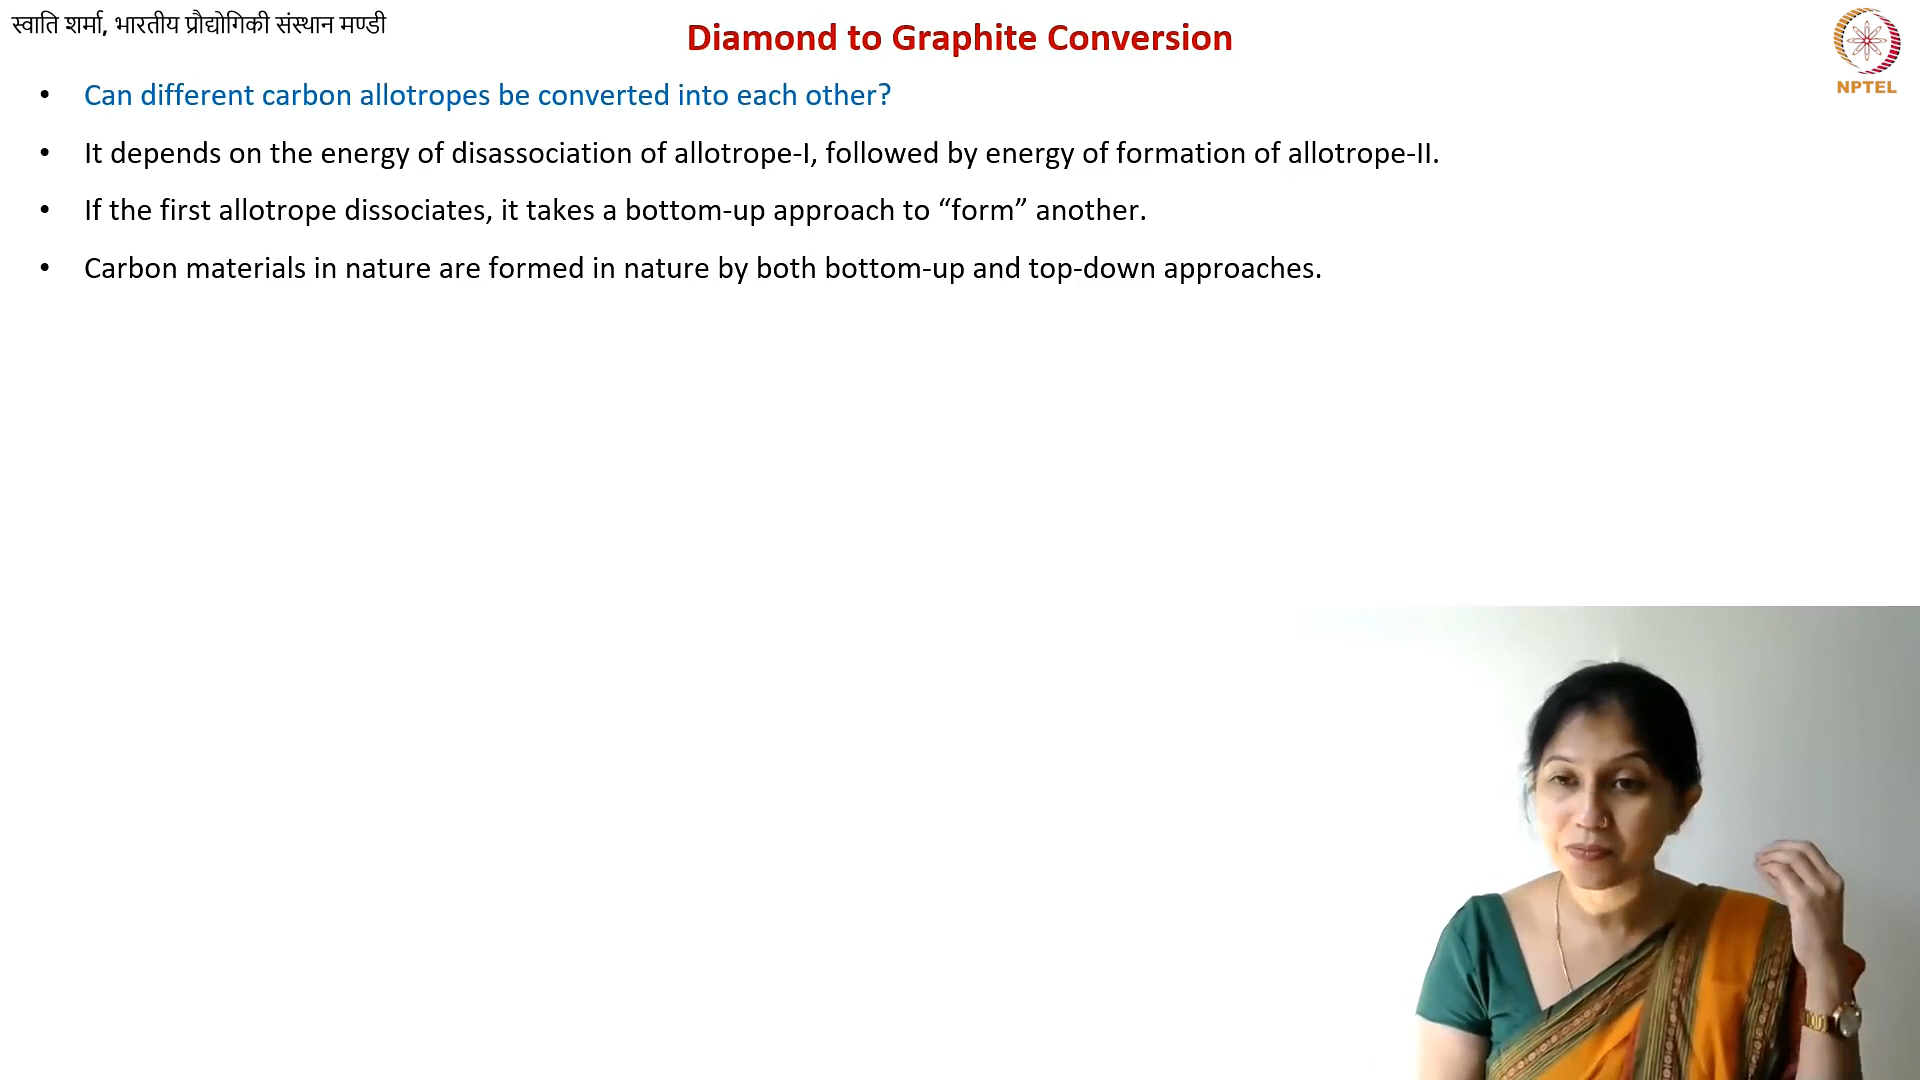 स्वाति शर्मा, भारतीय प्रौद्योगिकी संस्थान मण्डी
Diamond to Graphite Conversion
NPTEL
• Can different carbon allotropes be converted into each other?
• It depends on the energy of disassociation of allotrope-I, followed by energy of formation of allotrope-II.
• If the first allotrope dissociates, it takes a bottom-up approach to “form” another.
• Carbon materials in nature are formed in nature by both bottom-up and top-down approaches.